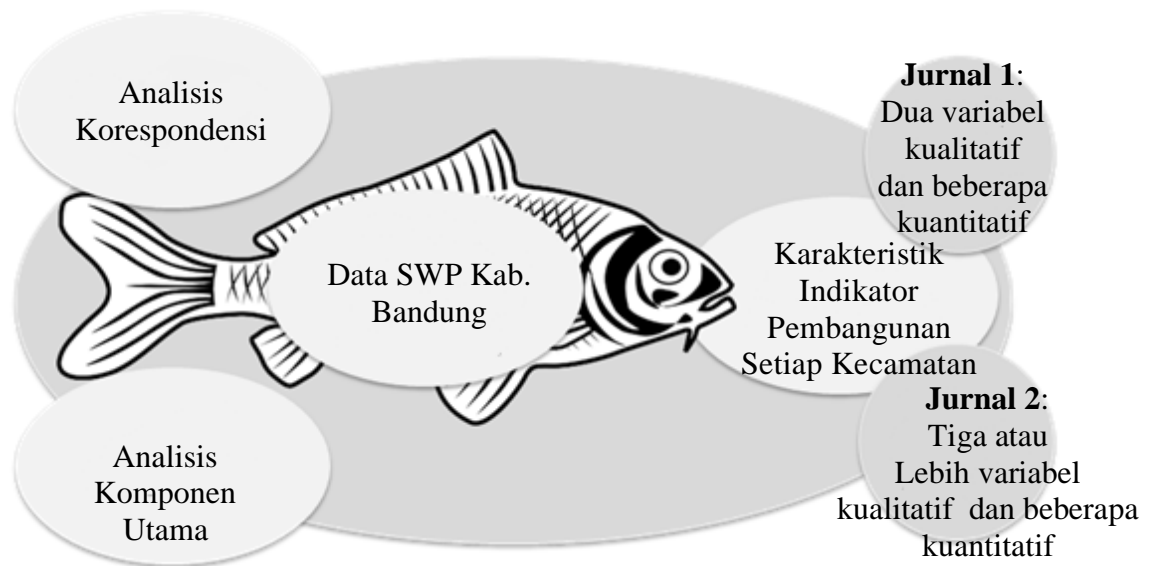 Analisis
Korespondensi
Data SWP Kab.
Bandung
Analisis
Komponen
Utama
Jurnal 1:
Dua variabel
kualitatif
dan beberapa
kuantitatif
Karakteristik
Indikator
Pembangunan
Setiap Kecamatan
Jurnal 2:
Tiga atau
Lebih variabel
kualitatif dan beberapa
kuantitatif